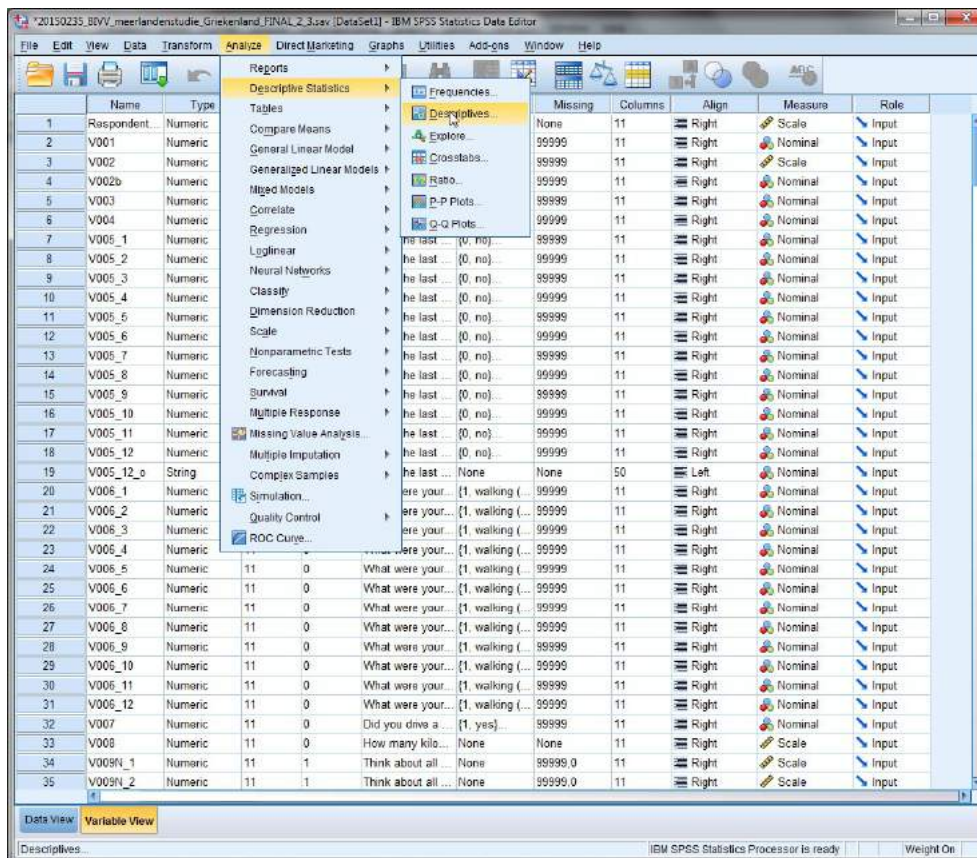 *20150235_BIVV_meerlandenstudie_Griekenland_FINAL_2_3.sav [DataSet1] - IBM SPSS Statistics Data Editor
File Edit View Data Transform Analyze Direct Marketing Graphs Utilities Add-ons Window Help
Reports
Descriptive Statistics
Tables
Compare Means
General Linear Model
Generalized Linear Models
Mixed Models
Correlate
Regression
Loglinear
Neural Networks
Classify
Dimension Reduction
Scale
Nonparametric Tests
Forecasting
Survival
Multiple Response
Missing Value Analysis...
Multiple Imputation
Complex Samples
Simulation...
Quality Control
ROC Curve...
Frequencies...
Descriptives...
Explore...
Crosstabs...
Ratio...
P-P Plots...
Q-Q Plots...
Name Type Missing Columns Align Measure Role
1 Respondent... Numeric None 11 Right Scale Input
2 V001 Numeric 99999 11 Right Nominal Input
3 V002 Numeric 99999 11 Right Scale Input
4 V002b Numeric 99999 11 Right Nominal Input
5 V003 Numeric 99999 11 Right Nominal Input
6 V004 Numeric 99999 11 Right Nominal Input
7 V005_1 Numeric he last ... {0, no}... 99999 11 Right Nominal Input
8 V005_2 Numeric he last ... {0, no}... 99999 11 Right Nominal Input
9 V005_3 Numeric he last ... {0, no}... 99999 11 Right Nominal Input
10 V005_4 Numeric he last ... {0, no}... 99999 11 Right Nominal Input
11 V005_5 Numeric he last ... {0, no}... 99999 11 Right Nominal Input
12 V005_6 Numeric he last ... {0, no}... 99999 11 Right Nominal Input
13 V005_7 Numeric he last ... {0, no}... 99999 11 Right Nominal Input
14 V005_8 Numeric he last ... {0, no}... 99999 11 Right Nominal Input
15 V005_9 Numeric he last ... {0, no}... 99999 11 Right Nominal Input
16 V005_10 Numeric he last ... {0, no}... 99999 11 Right Nominal Input
17 V005_11 Numeric he last ... {0, no}... 99999 11 Right Nominal Input
18 V005_12 Numeric he last ... {0, no}... 99999 11 Right Nominal Input
19 V005_12_o String he last ... None None 50 Left Nominal Input
20 V006_1 Numeric ere your... {1, walking (... 99999 11 Right Nominal Input
21 V006_2 Numeric ere your... {1, walking (... 99999 11 Right Nominal Input
22 V006_3 Numeric ere your... {1, walking (... 99999 11 Right Nominal Input
23 V006_4 Numeric ere your... {1, walking (... 99999 11 Right Nominal Input
24 V006_5 Numeric 11 0 What were your... {1, walking (... 99999 11 Right Nominal Input
25 V006_6 Numeric 11 0 What were your... {1, walking (... 99999 11 Right Nominal Input
26 V006_7 Numeric 11 0 What were your... {1, walking (... 99999 11 Right Nominal Input
27 V006_8 Numeric 11 0 What were your... {1, walking (... 99999 11 Right Nominal Input
28 V006_9 Numeric 11 0 What were your... {1, walking (... 99999 11 Right Nominal Input
29 V006_10 Numeric 11 0 What were your... {1, walking (... 99999 11 Right Nominal Input
30 V006_11 Numeric 11 0 What were your... {1, walking (... 99999 11 Right Nominal Input
31 V006_12 Numeric 11 0 What were your... {1, walking (... 99999 11 Right Nominal Input
32 V007 Numeric 11 0 Did you drive a ... {1, yes}... 99999 11 Right Nominal Input
33 V008 Numeric 11 0 How many kilo... None None 11 Right Scale Input
34 V009N_1 Numeric 11 1 Think about all ... None 99999,0 11 Right Scale Input
35 V009N_2 Numeric 11 1 Think about all ... None 99999,0 11 Right Scale Input
Data View Variable View
Descriptives... IBM SPSS Statistics Processor is ready Weight On